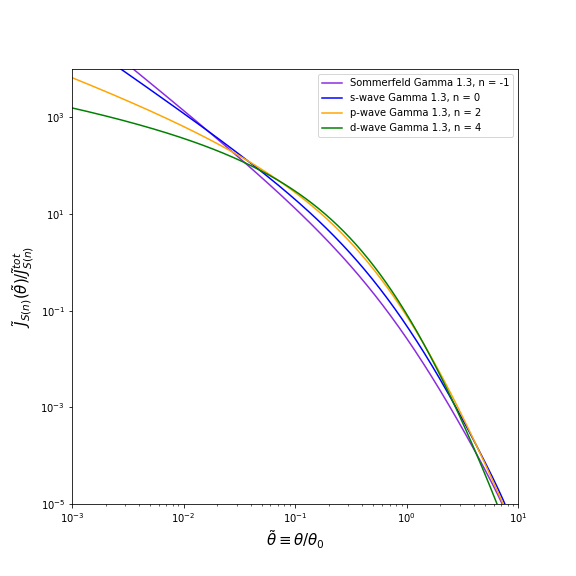 Sommerfeld Gamma 1.3, n = -1
s-wave Gamma 1.3, n = 0
p-wave Gamma 1.3, n = 2
d-wave Gamma 1.3, n = 4
J̃_{S(n)}(θ̃)/J̃^{tot}_{S(n)}
10³
10¹
10⁻¹
10⁻³
10⁻⁵
10⁻³ 10⁻² 10⁻¹ 10⁰ 10¹
θ̃ ≡ θ/θ₀